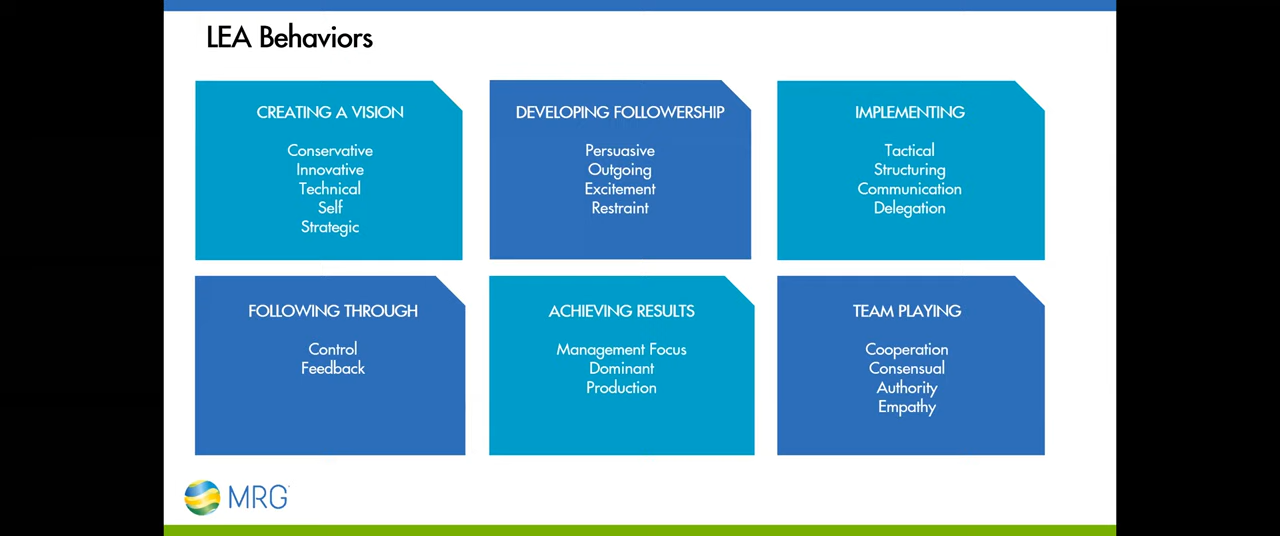 LEA Behaviors
CREATING A VISION
Conservative
Innovative
Technical
Self
Strategic
DEVELOPING FOLLOWERSHIP
Persuasive
Outgoing
Excitement
Restraint
IMPLEMENTING
Tactical
Structuring
Communication
Delegation
FOLLOWING THROUGH
Control
Feedback
ACHIEVING RESULTS
Management Focus
Dominant
Production
TEAM PLAYING
Cooperation
Consensual
Authority
Empathy
MRG